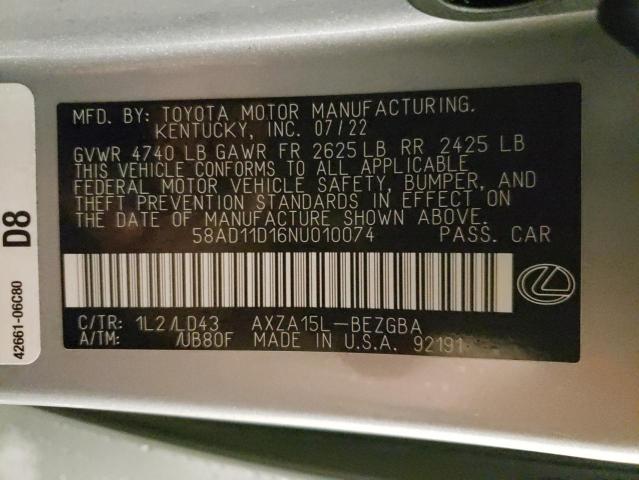 MFD. BY: TOYOTA MOTOR MANUFACTURING.
KENTUCKY, INC. 07/22
GVWR 4740 LB GAWR FR 2625 LB RR 2425 LB
THIS VEHICLE CONFORMS TO ALL APPLICABLE
FEDERAL MOTOR VEHICLE SAFETY, BUMPER, AND
THEFT PREVENTION STANDARDS IN EFFECT ON
THE DATE OF MANUFACTURE SHOWN ABOVE.
58AD11D16NU010074 PASS. CAR
C/TR: 1L2/LD43 AXZA15L-BEZGBA
A/TM: /UB80F MADE IN U.S.A. 92191
D8
42661-06C80